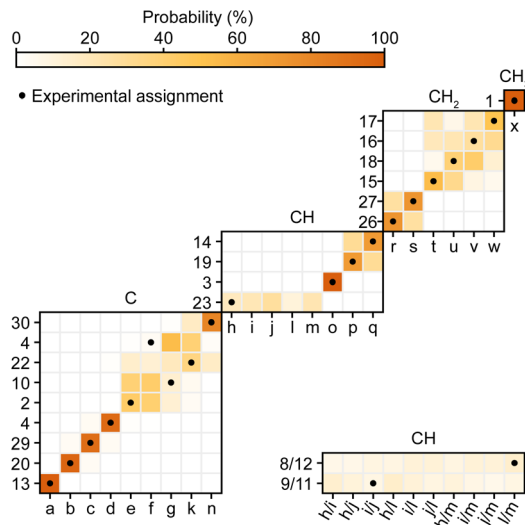 Probability (%)
0 20 40 60 80 100
• Experimental assignment
CH
CH₂
1
x
17
16
18
15
27
26
r s t u v w
CH
14
19
3
23
h i j l m o p q
C
30
4
22
10
2
4
29
20
13
a b c d e f g k n
CH
8/12
9/11
h/i h/j i/j h/l i/l j/l h/m i/m j/m l/m